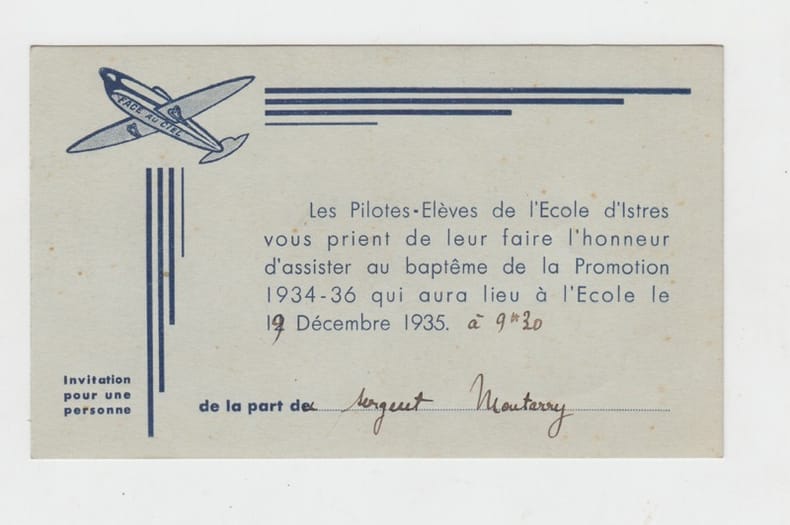 FACE AU CIEL
Les Pilotes-Elèves de l'Ecole d'Istres
vous prient de leur faire l'honneur
d'assister au baptême de la Promotion
1934-36 qui aura lieu à l'Ecole le
19 Décembre 1935. à 9ʰ30
Invitation
pour une
personne
de la part de sergent Moutarry